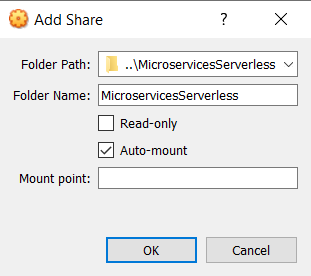 Add Share
Folder Path: ..\MicroservicesServerless
Folder Name: MicroservicesServerless
Read-only
Auto-mount
Mount point:
OK Cancel